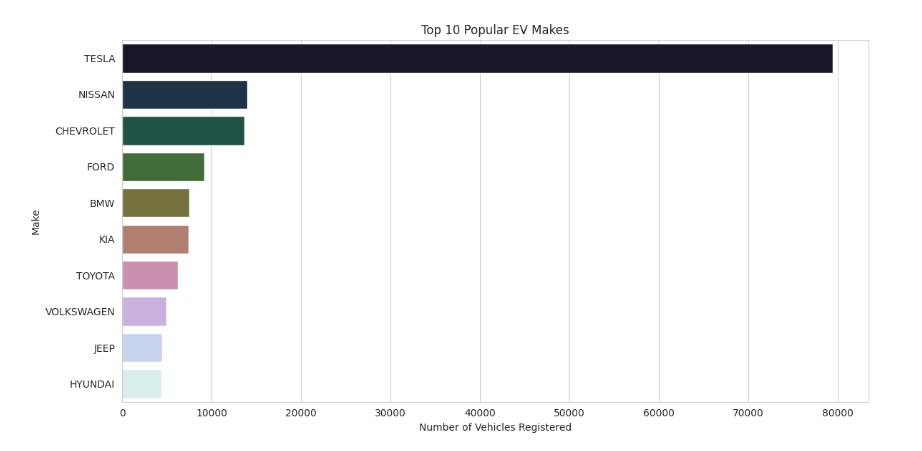 Top 10 Popular EV Makes
Make
TESLA
NISSAN
CHEVROLET
FORD
BMW
KIA
TOYOTA
VOLKSWAGEN
JEEP
HYUNDAI
0 10000 20000 30000 40000 50000 60000 70000 80000
Number of Vehicles Registered